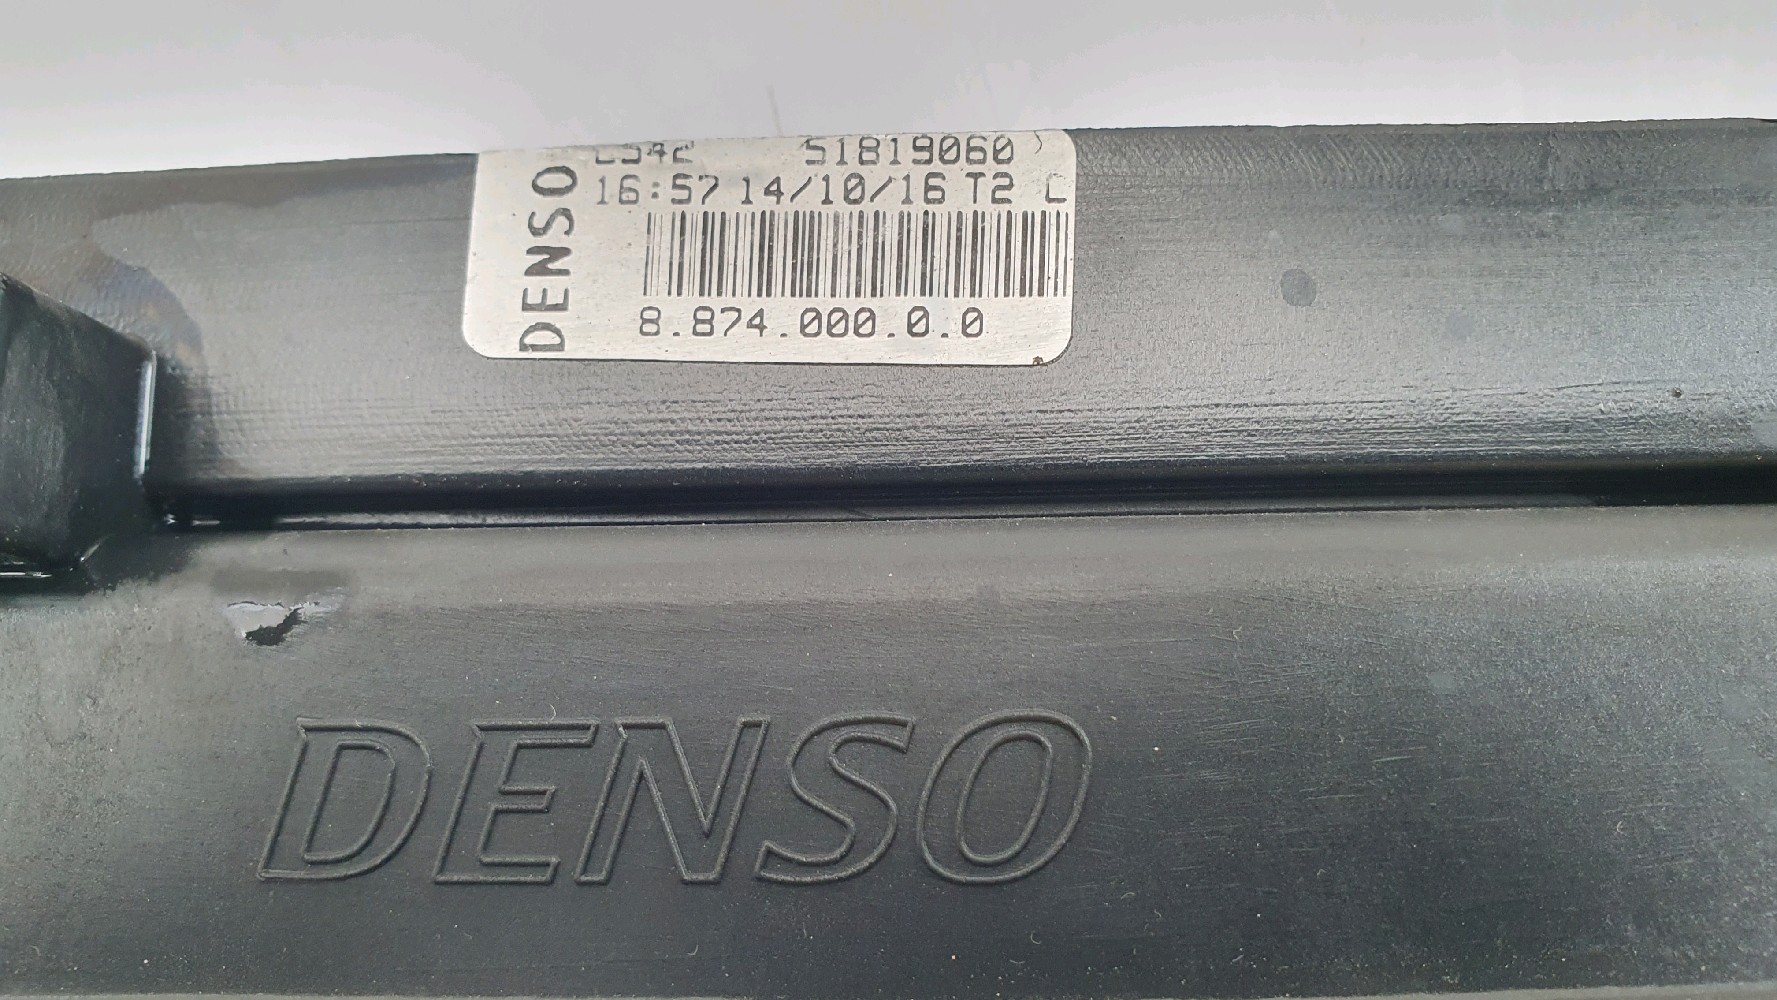 DENSO
51819060
16:57 14/10/16 T2 C
8.874.000.0.0
DENSO